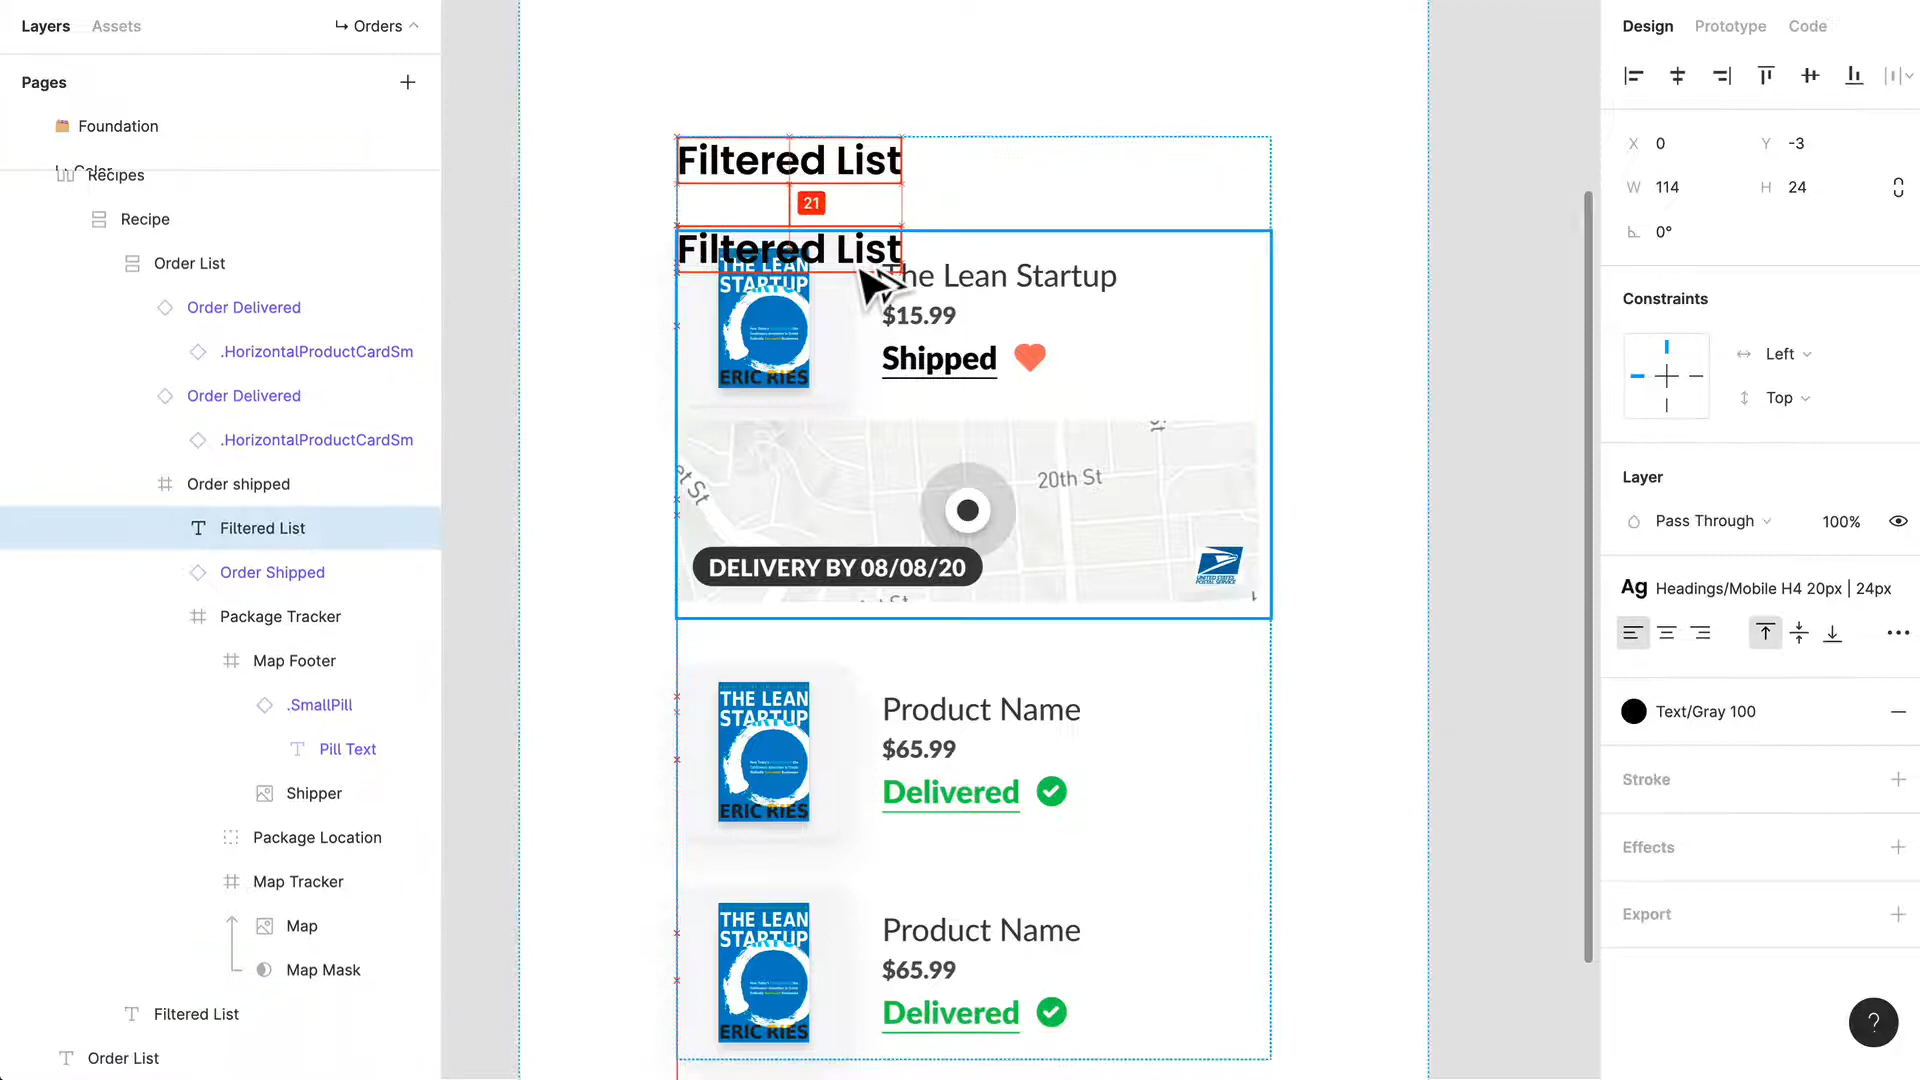 Layers
Assets
Orders
Pages
Foundation
Recipes
Recipe
Order List
Order Delivered
.HorizontalProductCardSm
Order Delivered
.HorizontalProductCardSm
Order shipped
Filtered List
Order Shipped
Package Tracker
Map Footer
.SmallPill
Pill Text
Shipper
Package Location
Map Tracker
Map
Map Mask
Filtered List
Order List
Filtered List
21
Filtered List
THE LEAN
STARTUP
ERIC RIES
The Lean Startup
$15.99
Shipped
20th St
DELIVERY BY 08/08/20
UNITED STATES
POSTAL SERVICE
THE LEAN
STARTUP
ERIC RIES
Product Name
$65.99
Delivered
THE LEAN
STARTUP
ERIC RIES
Product Name
$65.99
Delivered
Design
Prototype
Code
X 0
Y -3
W 114
H 24
0°
Constraints
Left
Top
Layer
Pass Through
100%
Ag Headings/Mobile H4 20px | 24px
Text/Gray 100
Stroke
Effects
Export
?